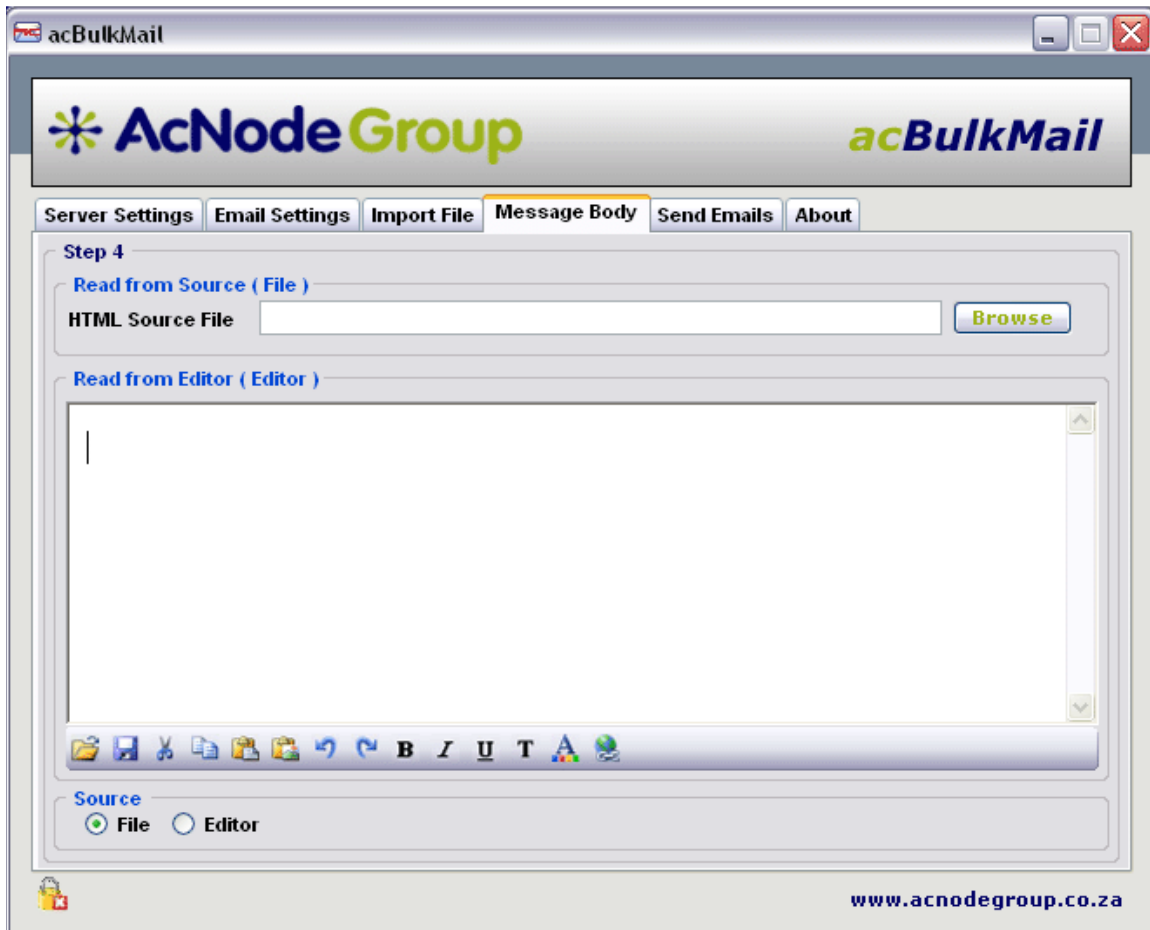 acBulkMail
AcNode Group acBulkMail
Server Settings Email Settings Import File Message Body Send Emails About
Step 4
Read from Source ( File )
HTML Source File Browse
Read from Editor ( Editor )
B I U T A
Source
File Editor
www.acnodegroup.co.za